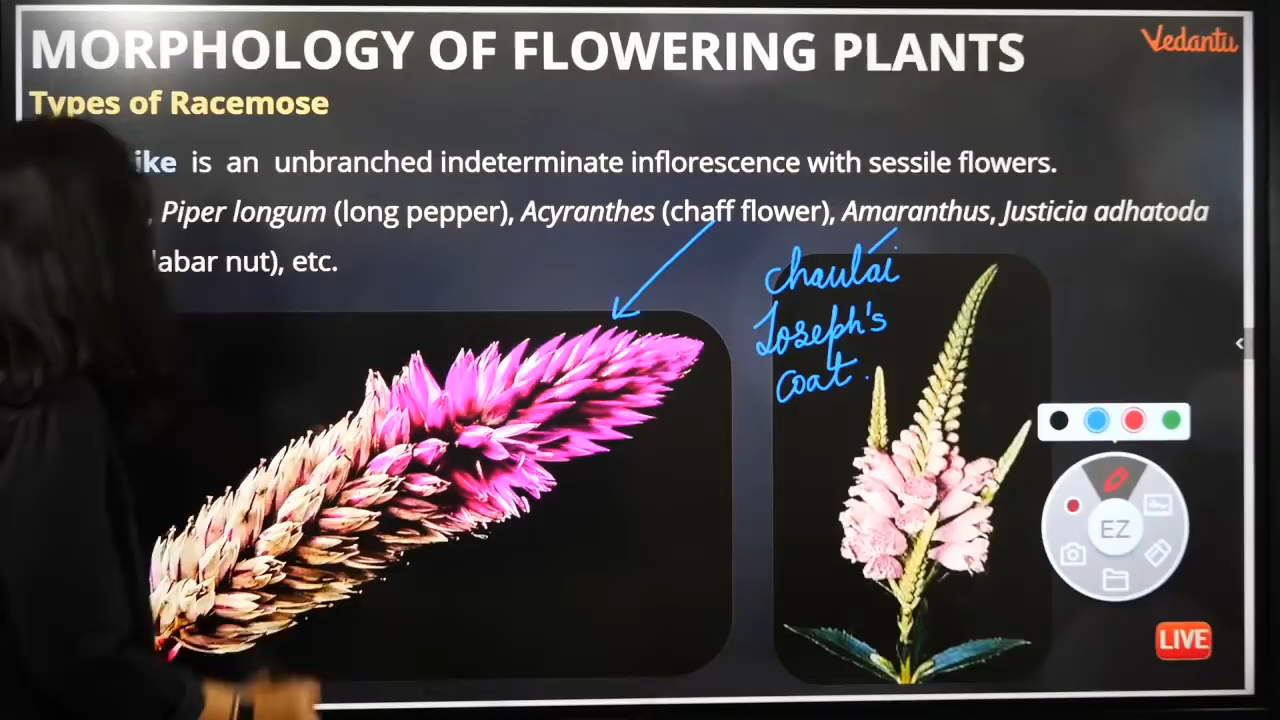 MORPHOLOGY OF FLOWERING PLANTS
Vedantu
Types of Racemose
ike is an unbranched indeterminate inflorescence with sessile flowers.
, Piper longum (long pepper), Acyranthes (chaff flower), Amaranthus, Justicia adhatoda
labar nut), etc.
chaulai
Joseph's
coat.
EZ
LIVE